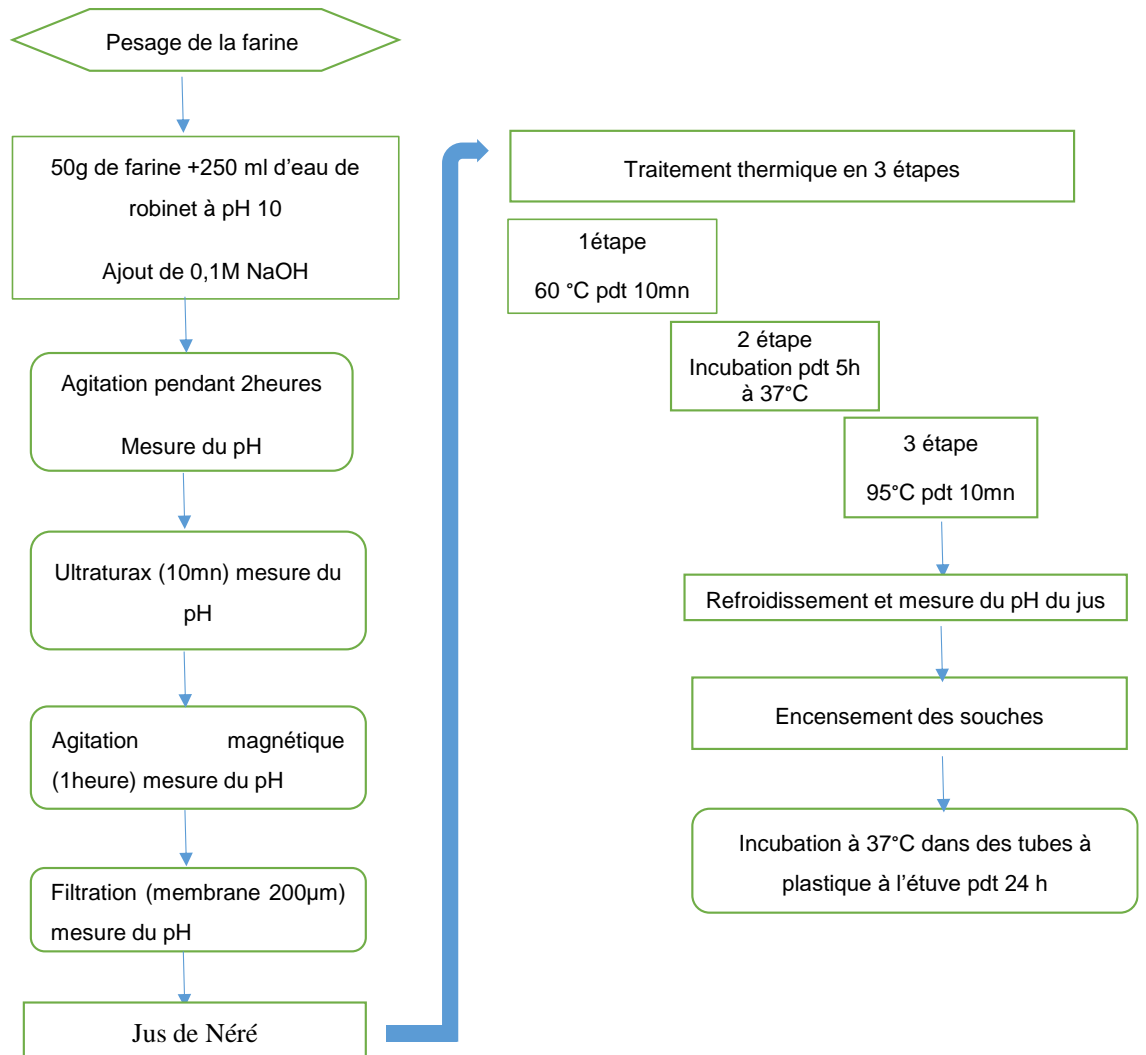 Pesage de la farine
50g de farine +250 ml d'eau de
robinet à pH 10
Ajout de 0,1M NaOH
Agitation pendant 2heures
Mesure du pH
Ultraturax (10mn) mesure du
pH
Agitation magnétique
(1heure) mesure du pH
Filtration (membrane 200µm)
mesure du pH
Jus de Néré
Traitement thermique en 3 étapes
1étape
60 °C pdt 10mn
2 étape
Incubation pdt 5h
à 37°C
3 étape
95°C pdt 10mn
Refroidissement et mesure du pH du jus
Encensement des souches
Incubation à 37°C dans des tubes à
plastique à l'étuve pdt 24 h